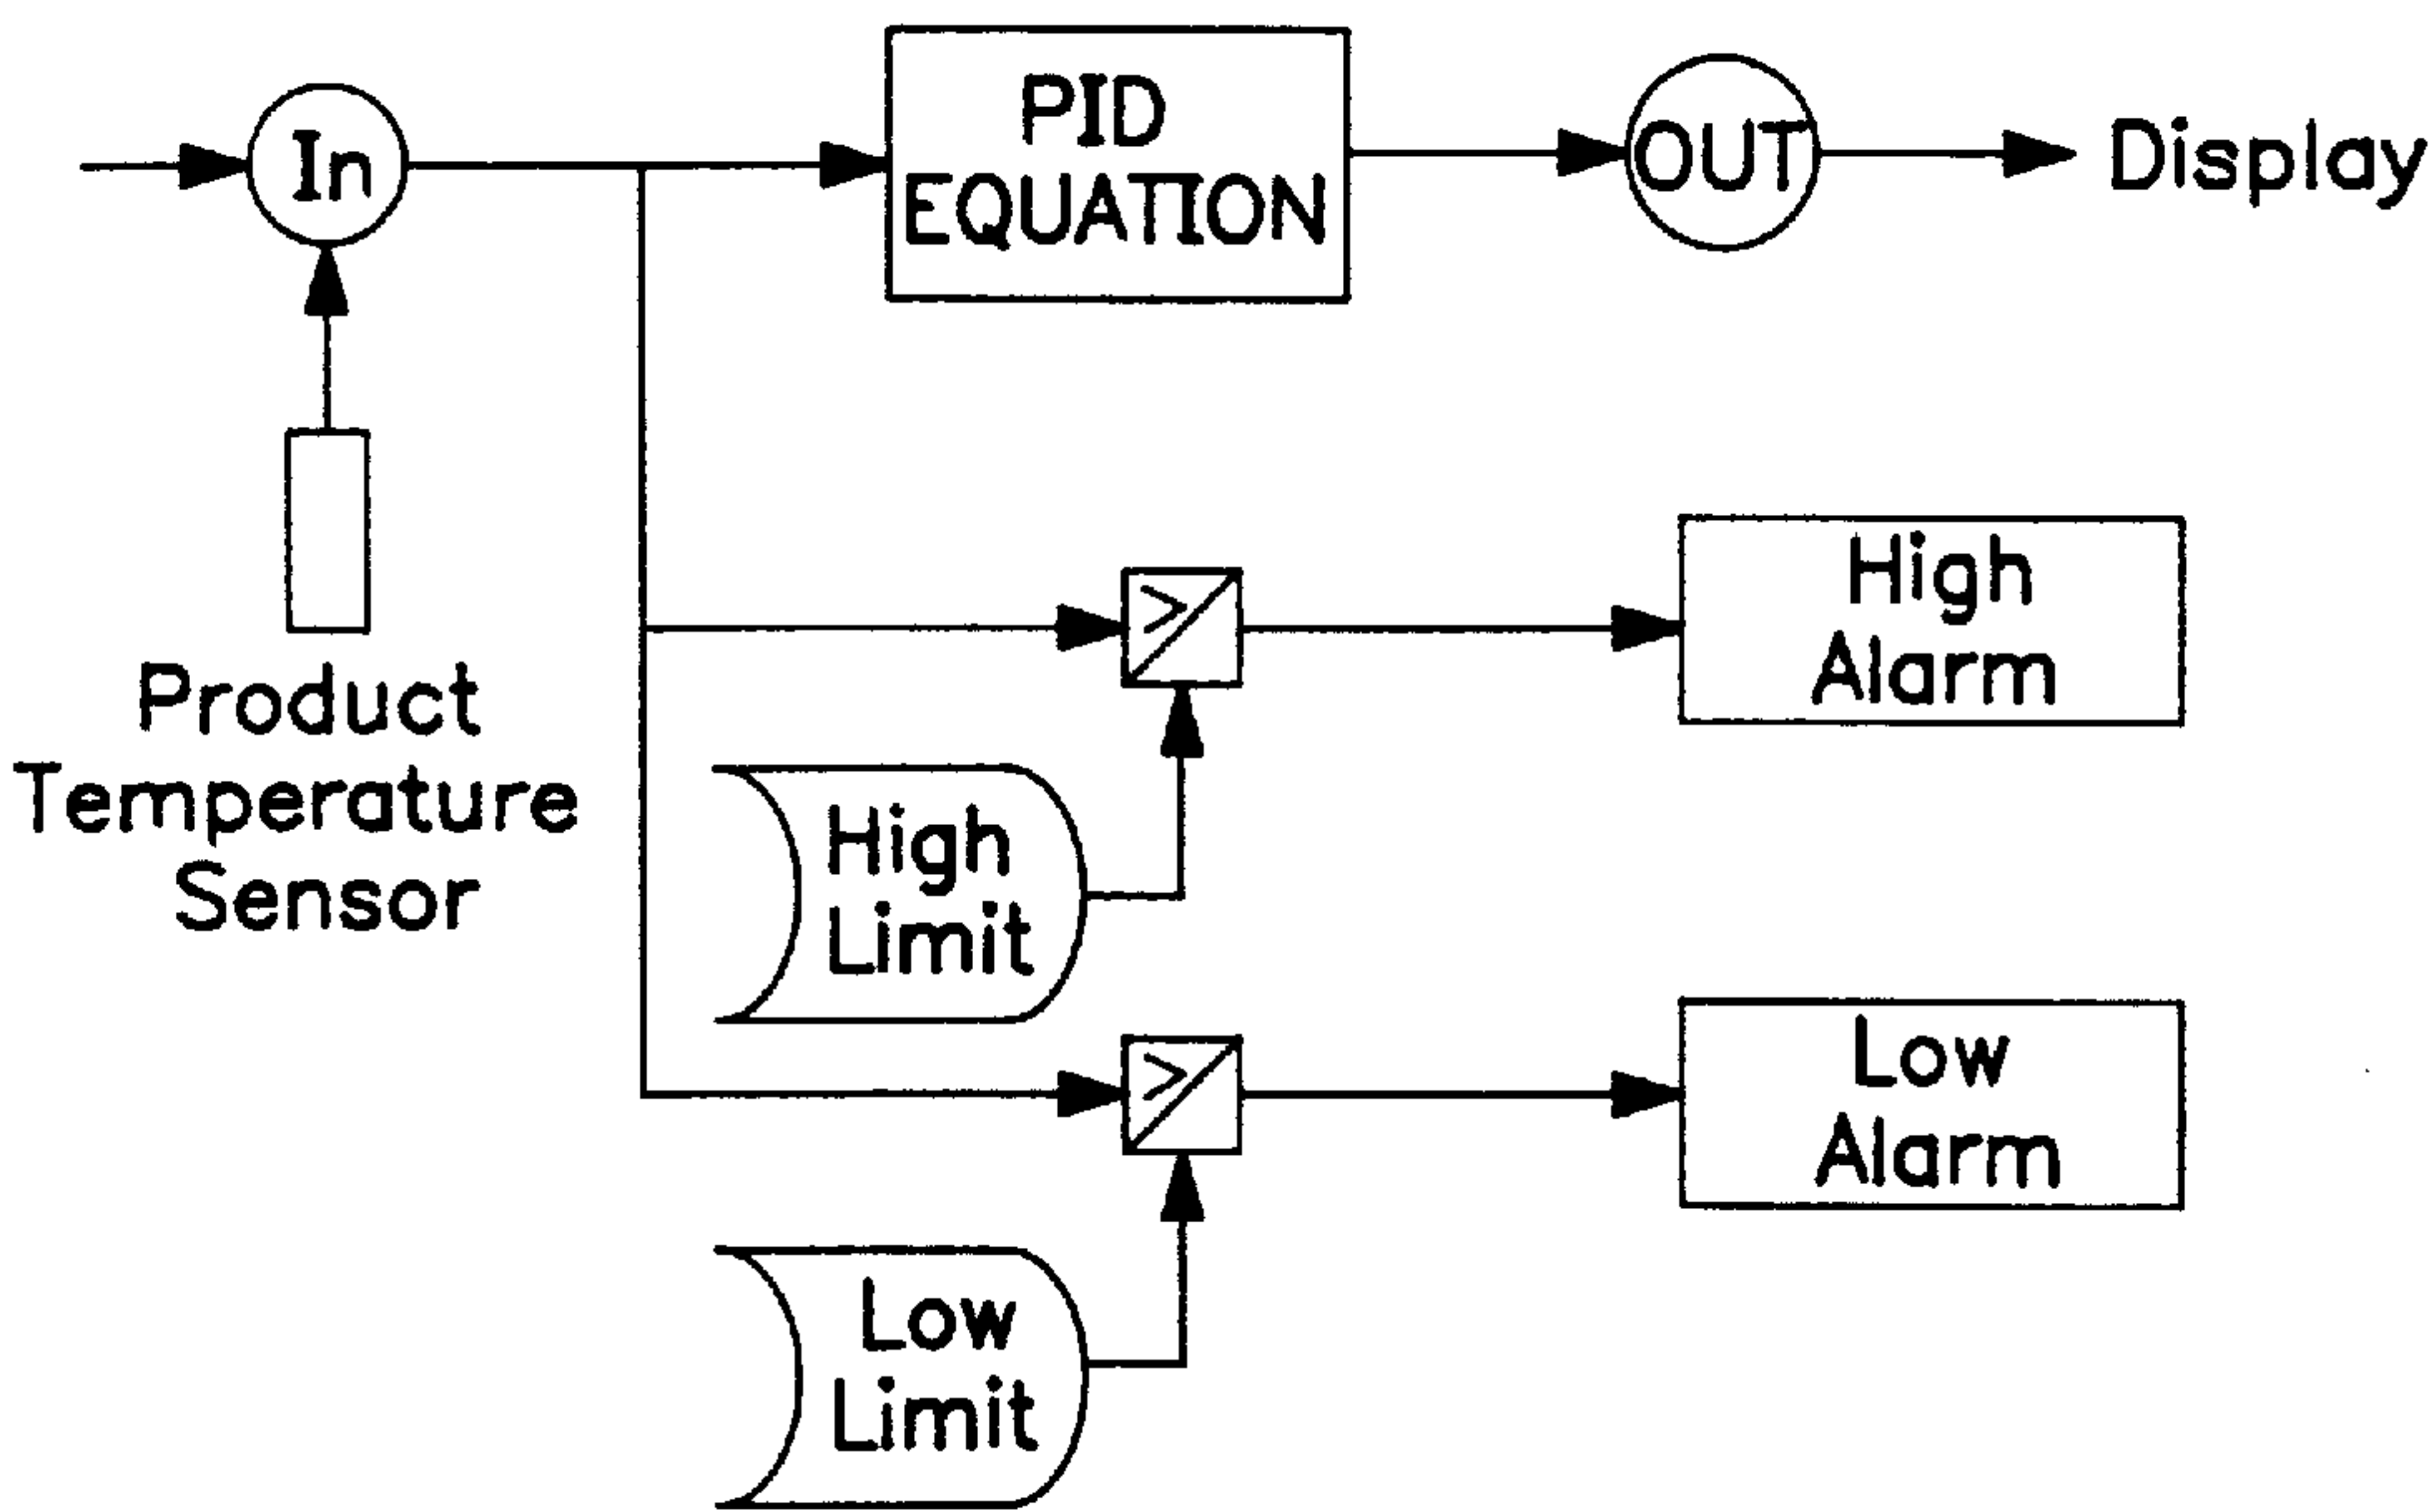 In
PID
EQUATION
OUT
Display
Product
Temperature
Sensor
>
High
Alarm
High
Limit
>
Low
Alarm
Low
Limit